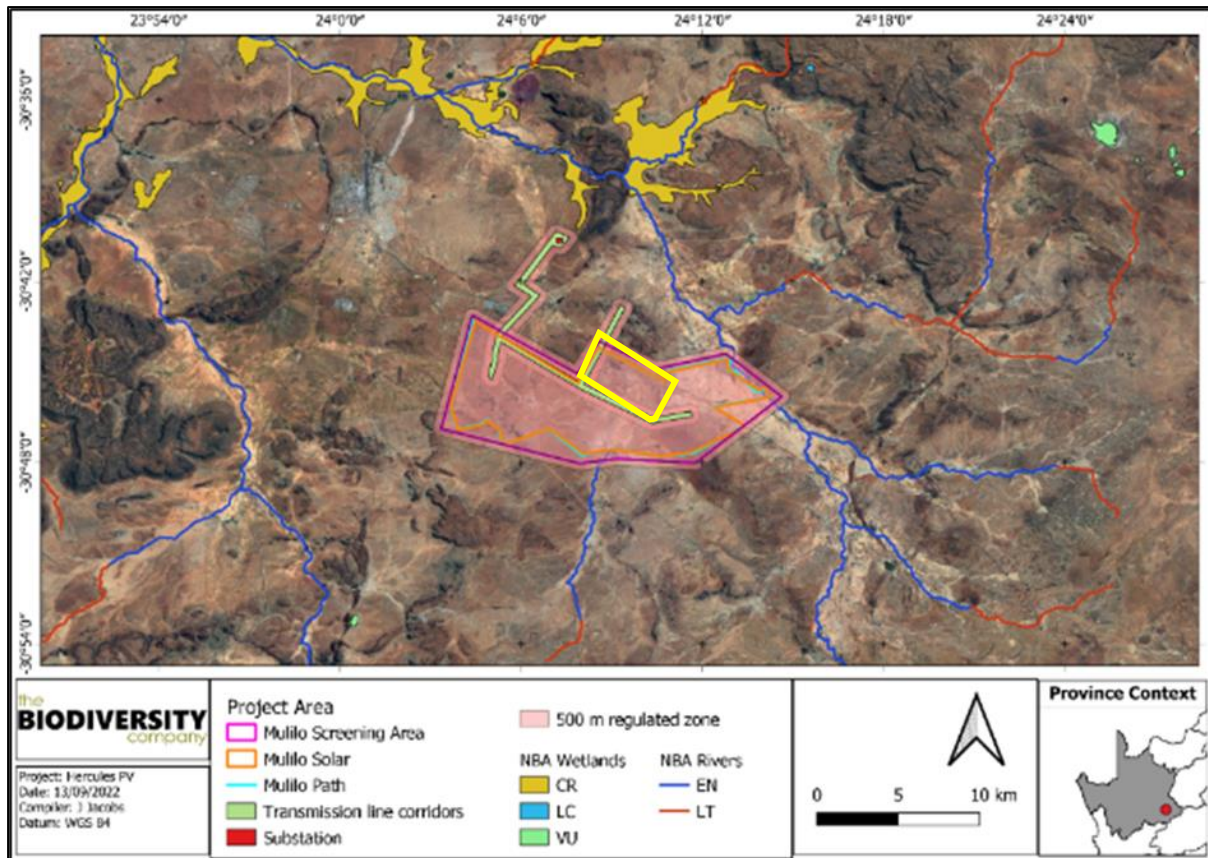 23°54'0" 24°0'0" 24°6'0" 24°12'0" 24°18'0" 24°24'0"
-30°35'0"
-30°42'0"
-30°48'0"
-30°54'0"
the
BIODIVERSITY
company
Project: Hercules PV
Date: 13/09/2022
Compiler: J Jacobs
Datum: WGS 84
Project Area
Mulilo Screening Area
Mulilo Solar
Mulilo Path
Transmission line corridors
Substation
500 m regulated zone
NBA Wetlands
CR
LC
VU
NBA Rivers
EN
LT
0 5 10 km
Province Context